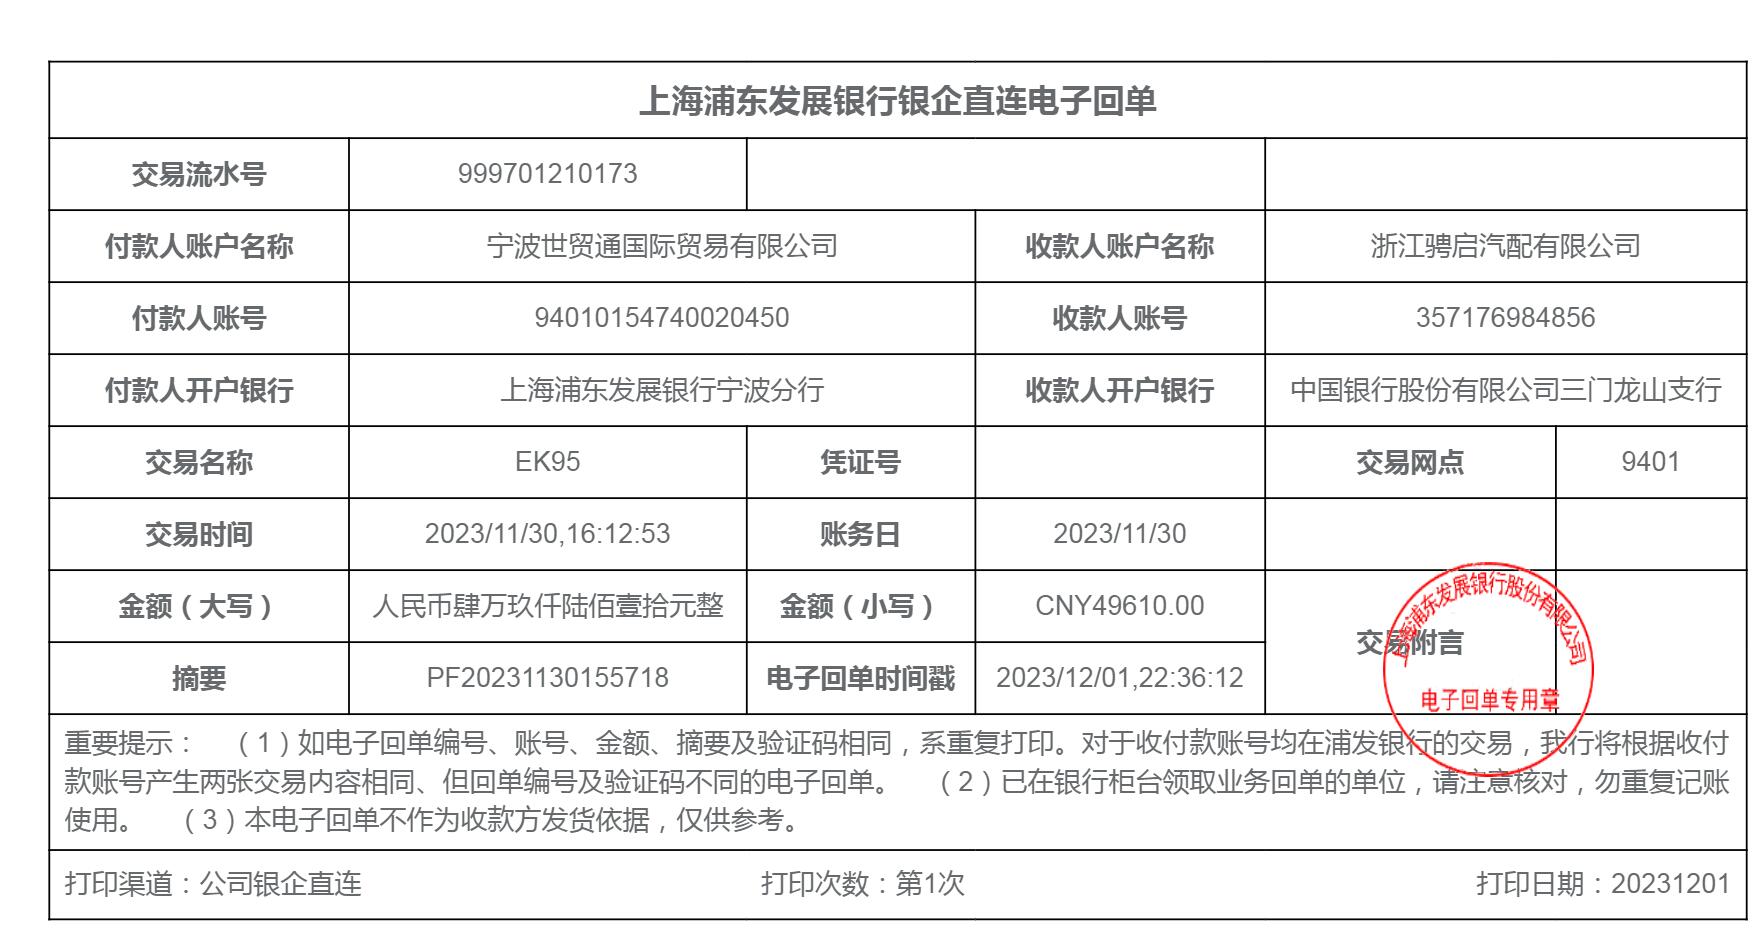 上海浦东发展银行银企直连电子回单
交易流水号 999701210173
付款人账户名称 宁波世贸通国际贸易有限公司 收款人账户名称 浙江骋启汽配有限公司
付款人账号 94010154740020450 收款人账号 357176984856
付款人开户银行 上海浦东发展银行宁波分行 收款人开户银行 中国银行股份有限公司三门龙山支行
交易名称 EK95 凭证号 交易网点 9401
交易时间 2023/11/30,16:12:53 账务日 2023/11/30
金额（大写） 人民币肆万玖仟陆佰壹拾元整 金额（小写） CNY49610.00
交易附言
摘要 PF20231130155718 电子回单时间戳 2023/12/01,22:36:12
上海浦东发展银行股份有限公司
电子回单专用章
重要提示： （1）如电子回单编号、账号、金额、摘要及验证码相同，系重复打印。对于收付款账号均在浦发银行的交易，我行将根据收付
款账号产生两张交易内容相同、但回单编号及验证码不同的电子回单。 （2）已在银行柜台领取业务回单的单位，请注意核对，勿重复记账
使用。 （3）本电子回单不作为收款方发货依据，仅供参考。
打印渠道：公司银企直连 打印次数：第1次 打印日期：20231201